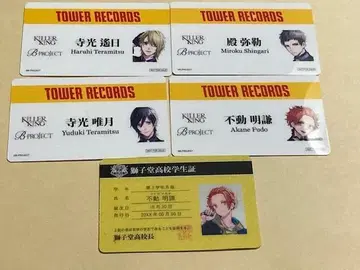 TOWER RECORDS
KiLLER KiNG
B-PROJECT
寺光 遙日
Haruhi Teramitsu
TOWER RECORDS
KiLLER KiNG
B-PROJECT
殿 弥勒
Miroku Shingari
TOWER RECORDS
KiLLER KiNG
B-PROJECT
寺光 唯月
Yuduki Teramitsu
TOWER RECORDS
KiLLER KiNG
B-PROJECT
不動 明謙
Akane Fudo
獅子堂高校学生証
氏 名 不動 明謙
獅子堂高校長